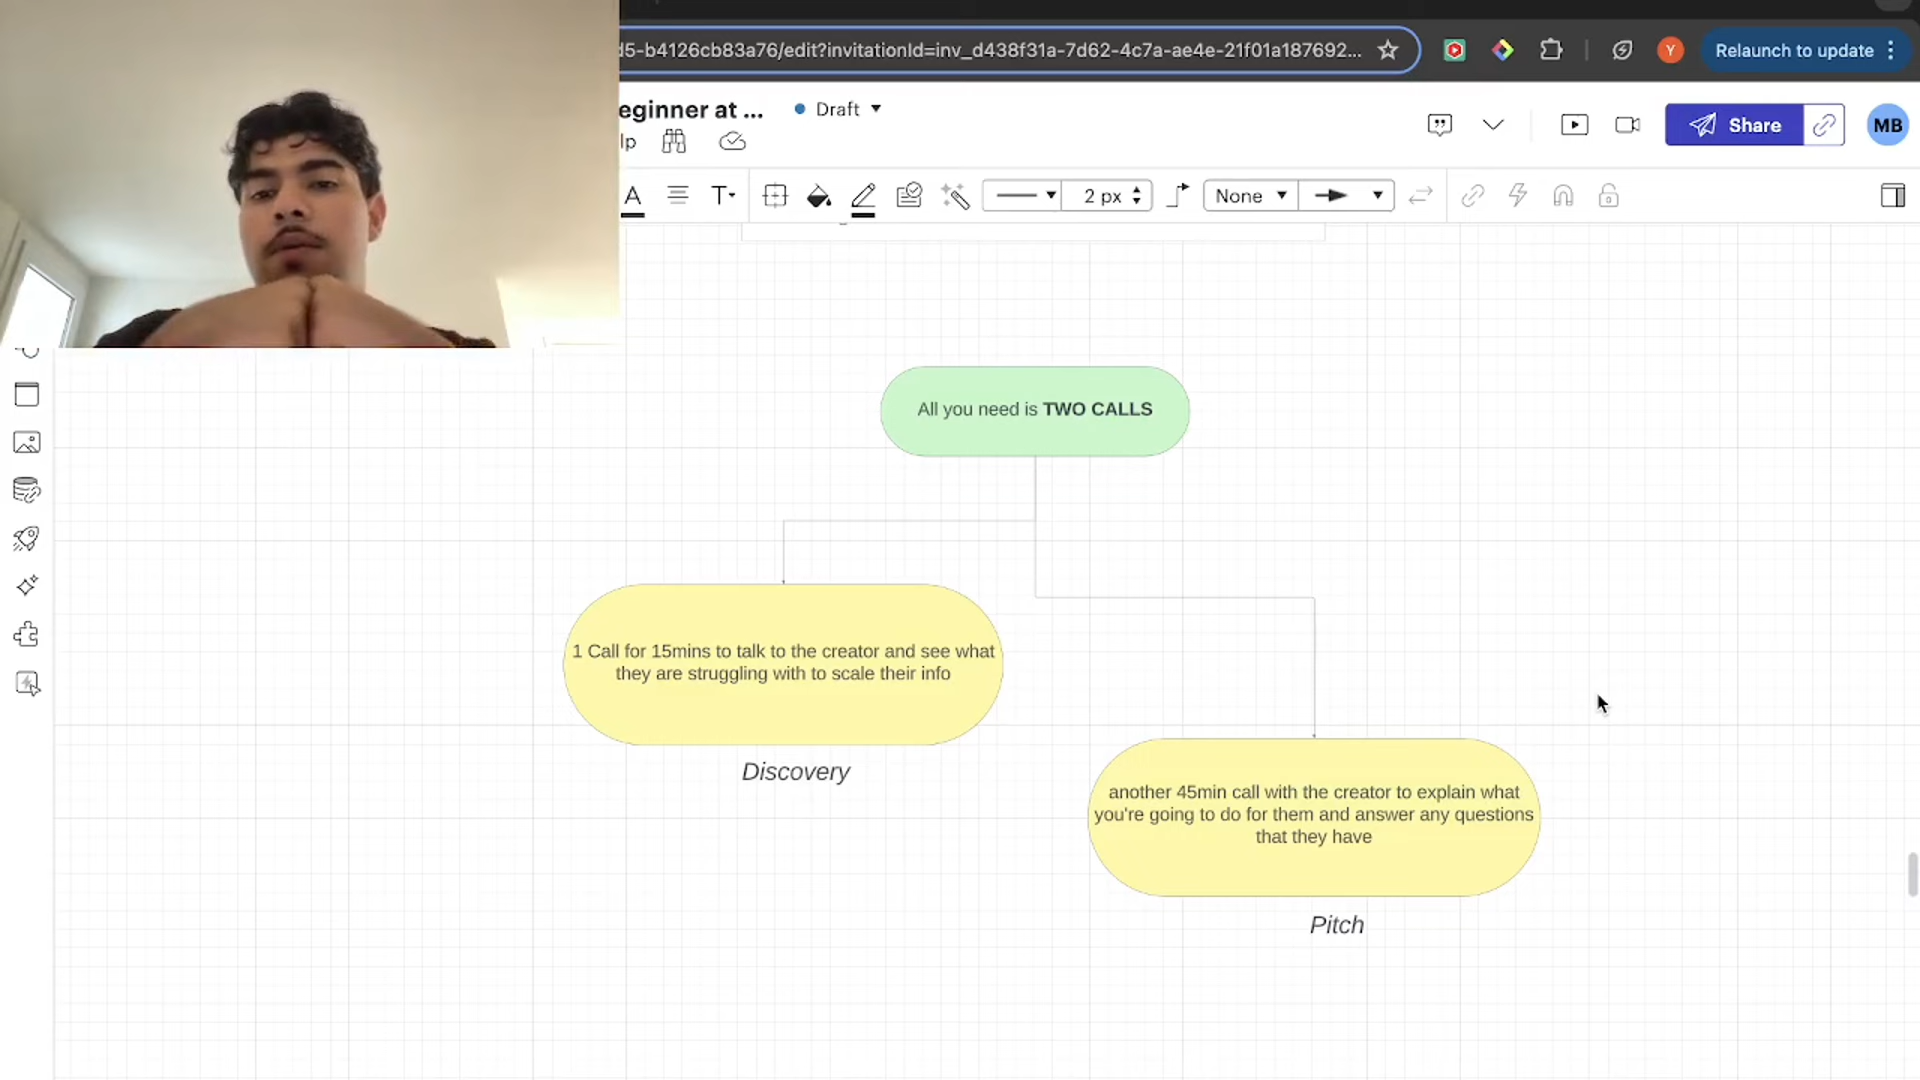 d5-b4126cb83a76/edit?invitationId=inv_d438f31a-7d62-4c7a-ae4e-21f01a187692...
Y
Relaunch to update
eginner at ...
Draft
lp
Share
MB
A
T
2 px
None
All you need is TWO CALLS
1 Call for 15mins to talk to the creator and see what
they are struggling with to scale their info
Discovery
another 45min call with the creator to explain what
you're going to do for them and answer any questions
that they have
Pitch